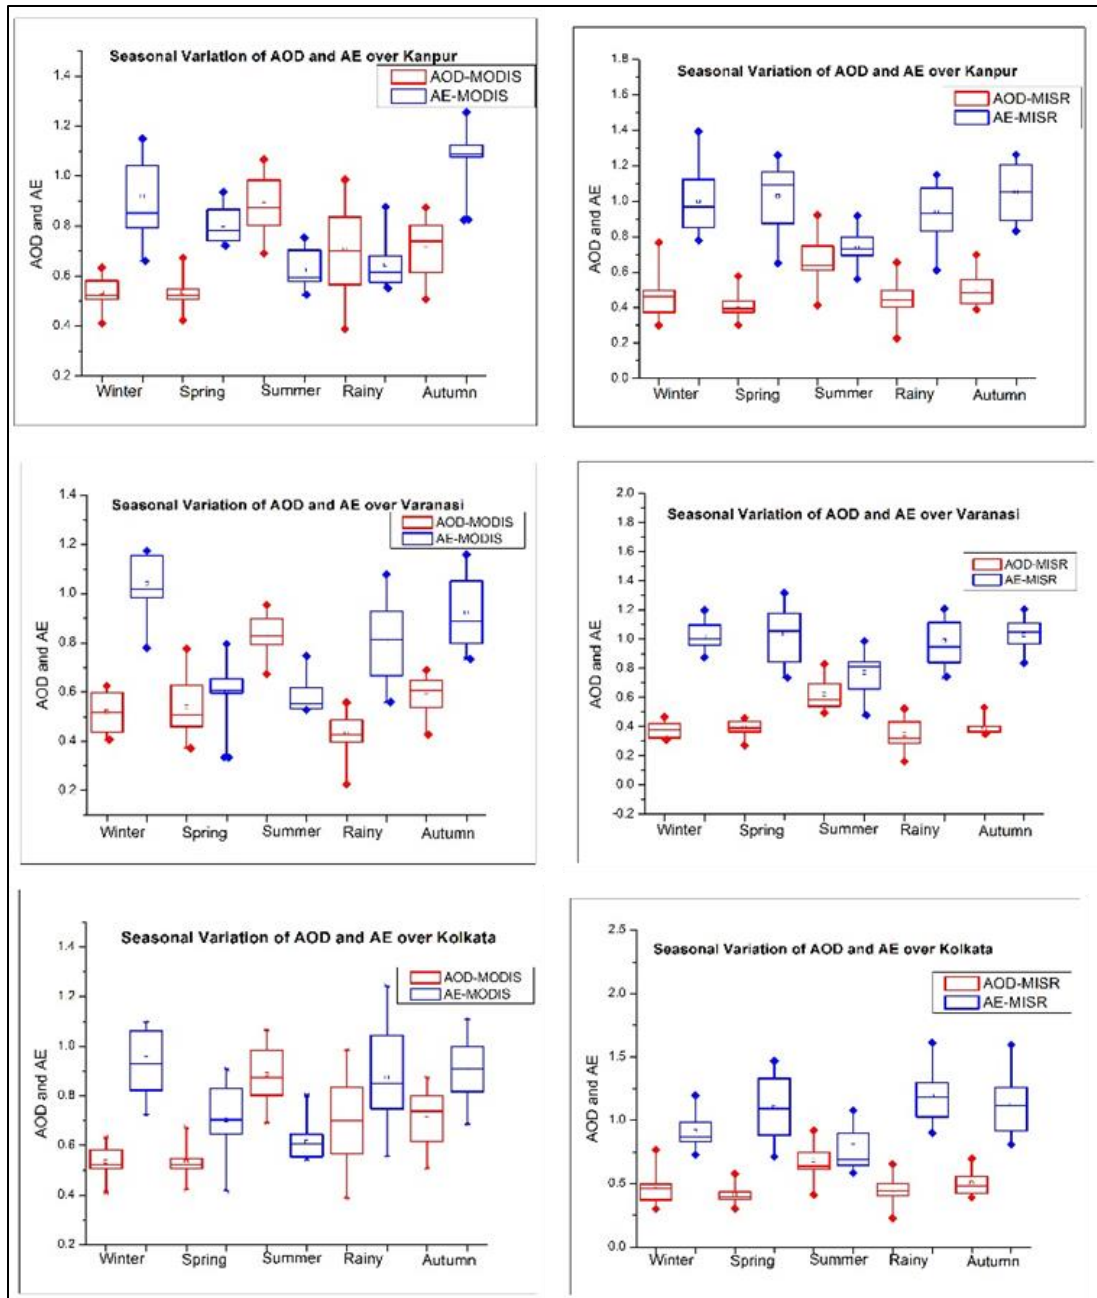 Seasonal Variation of AOD and AE over Kanpur
AOD-MODIS
AE-MODIS
AOD and AE
1.4
1.2
1.0
0.8
0.6
0.4
0.2
Winter Spring Summer Rainy Autumn
Seasonal Variation of AOD and AE over Kanpur
AOD-MISR
AE-MISR
AOD and AE
1.8
1.6
1.4
1.2
1.0
0.8
0.6
0.4
0.2
0.0
Winter Spring Summer Rainy Autumn
Seasonal Variation of AOD and AE over Varanasi
AOD-MODIS
AE-MODIS
AOD and AE
1.4
1.2
1.0
0.8
0.6
0.4
0.2
Winter Spring Summer Rainy Autumn
Seasonal Variation of AOD and AE over Varanasi
AOD-MISR
AE-MISR
AOD and AE
2.0
1.8
1.6
1.4
1.2
1.0
0.8
0.6
0.4
0.2
0.0
-0.2
Winter Spring Summer Rainy Autumn
Seasonal Variation of AOD and AE over Kolkata
AOD-MODIS
AE-MODIS
AOD and AE
1.4
1.2
1.0
0.8
0.6
0.4
0.2
Winter Spring Summer Rainy Autumn
Seasonal Variation of AOD and AE over Kolkata
AOD-MISR
AE-MISR
AOD and AE
2.5
2.0
1.5
1.0
0.5
0.0
Winter Spring Summer Rainy Autumn